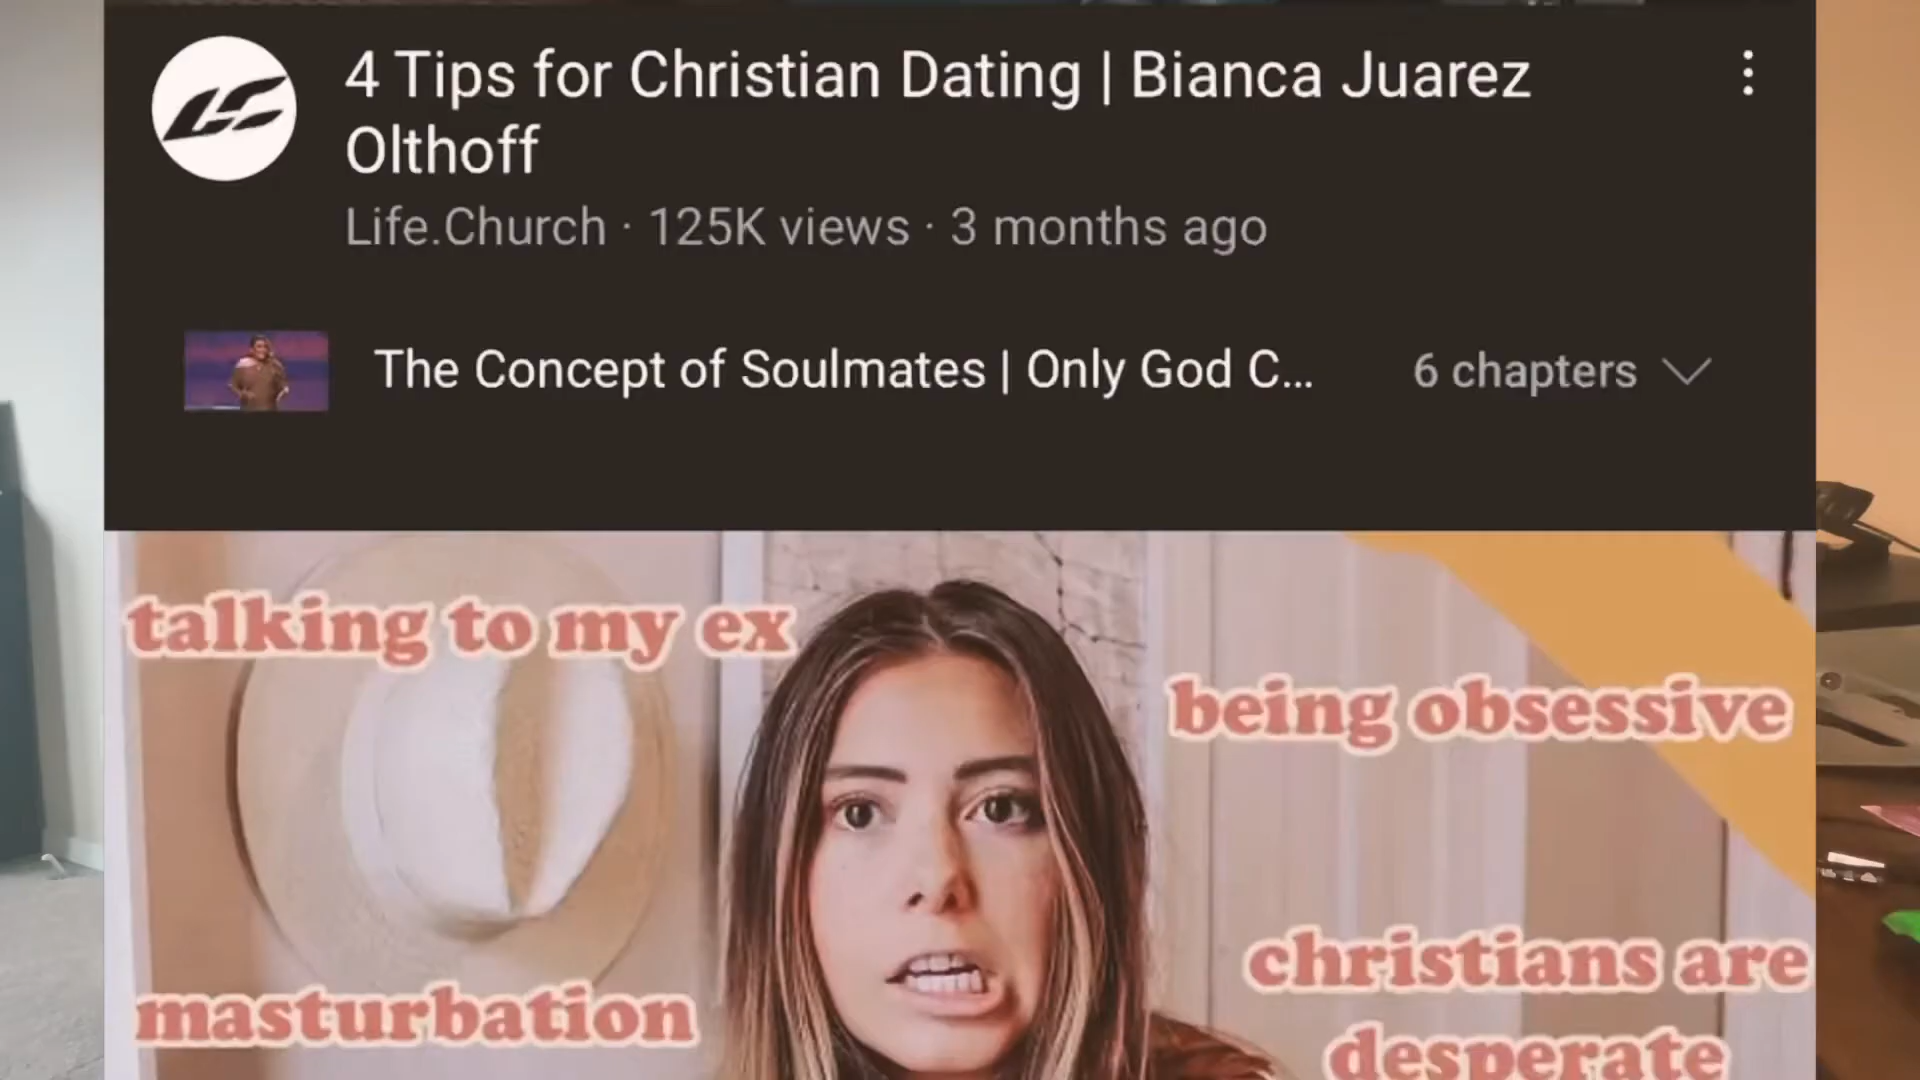 4 Tips for Christian Dating | Bianca Juarez
Olthoff
Life.Church · 125K views · 3 months ago
The Concept of Soulmates | Only God C...
6 chapters
talking to my ex
being obsessive
christians are
desperate
masturbation